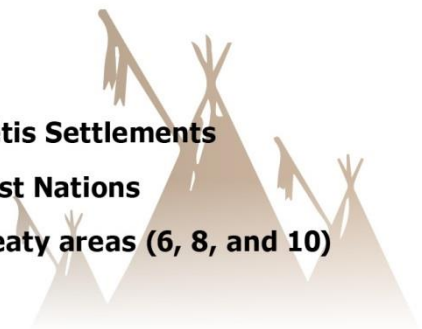 tis Settlements
st Nations
eaty areas (6, 8, and 10)